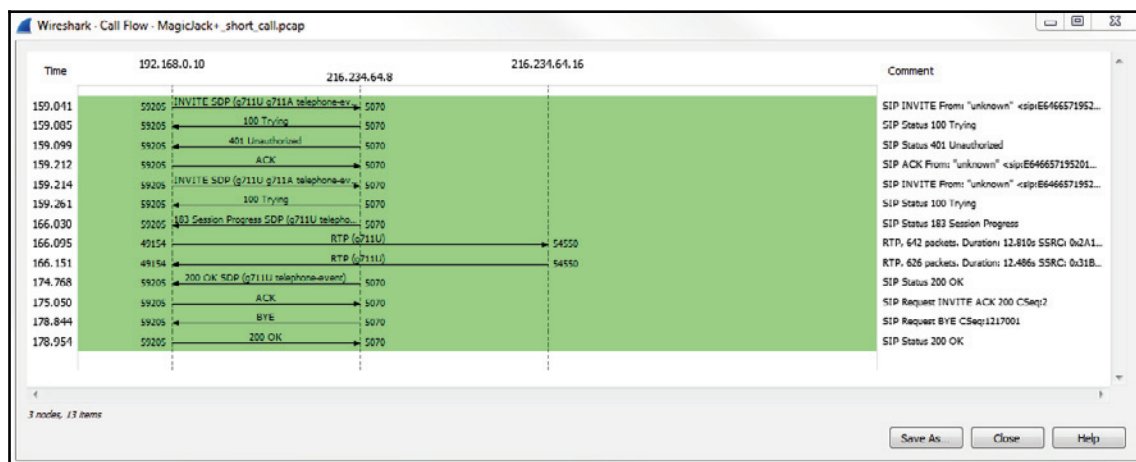 Wireshark - Call Flow - MagicJack+_short_call.pcap
Time 192.168.0.10 216.234.64.8 216.234.64.16 Comment
159.041 59205 INVITE SDP (g711U g711A telephone-ev... 5070 SIP INVITE From: "unknown" <sip:E6466571952...
159.085 59205 100 Trying 5070 SIP Status 100 Trying
159.099 59205 401 Unauthorized 5070 SIP Status 401 Unauthorized
159.212 59205 ACK 5070 SIP ACK From: "unknown" <sip:E646657195201...
159.214 59205 INVITE SDP (g711U g711A telephone-ev... 5070 SIP INVITE From: "unknown" <sip:E6466571952...
159.261 59205 100 Trying 5070 SIP Status 100 Trying
166.030 59205 183 Session Progress SDP (g711U telepho... 5070 SIP Status 183 Session Progress
166.095 49154 RTP (g711U) 54550 RTP, 642 packets. Duration: 12.810s SSRC: 0x2A1...
166.151 49154 RTP (g711U) 54550 RTP, 626 packets. Duration: 12.486s SSRC: 0x31B...
174.768 59205 200 OK SDP (g711U telephone-event) 5070 SIP Status 200 OK
175.050 59205 ACK 5070 SIP Request INVITE ACK 200 CSeq:2
178.844 59205 BYE 5070 SIP Request BYE CSeq:1217001
178.954 59205 200 OK 5070 SIP Status 200 OK
3 nodes, 13 items
Save As... Close Help